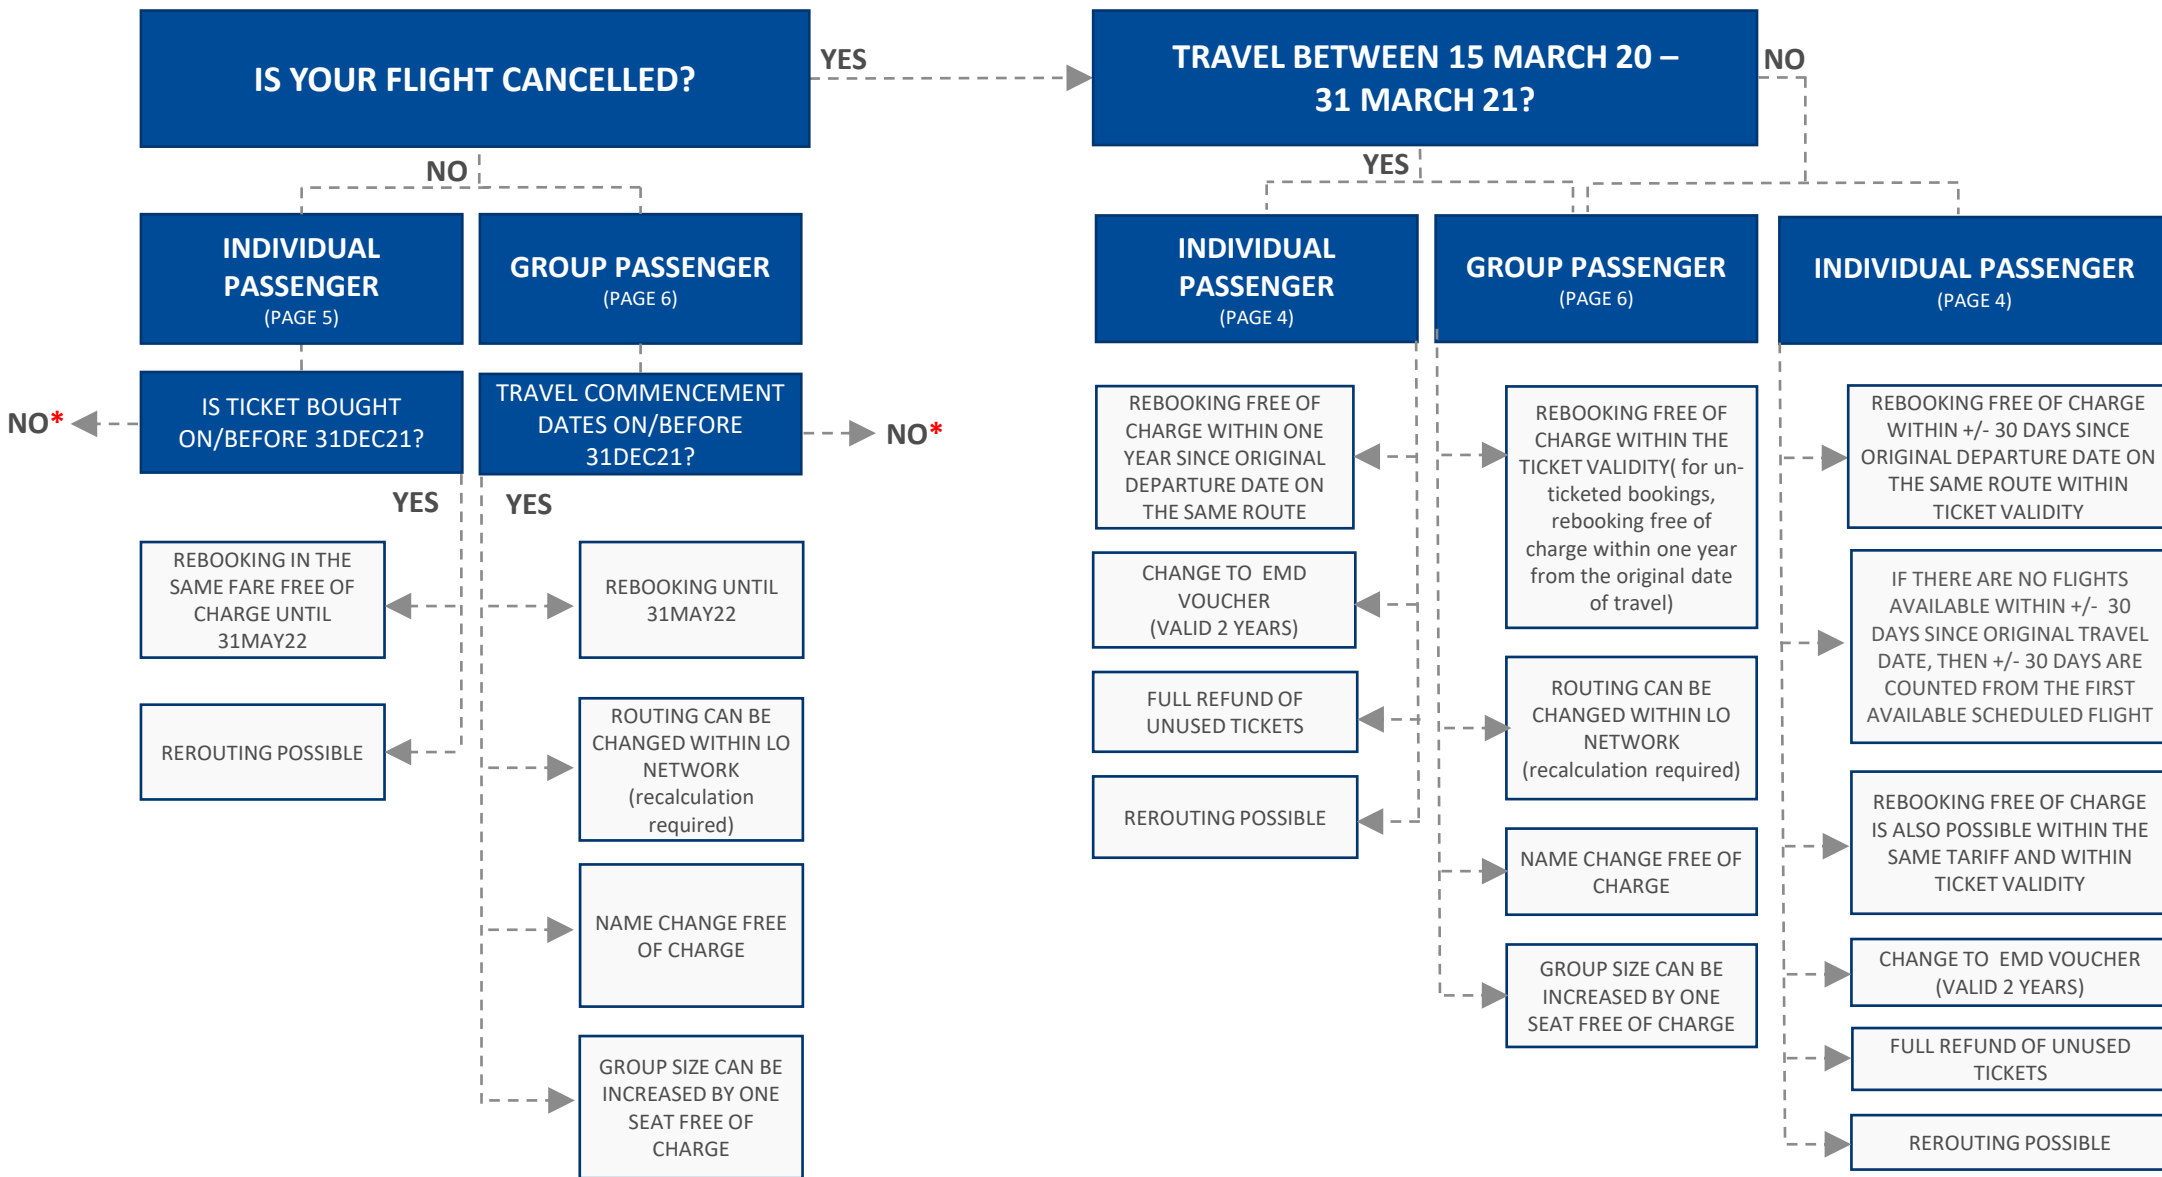 IS YOUR FLIGHT CANCELLED?
YES
TRAVEL BETWEEN 15 MARCH 20 –
31 MARCH 21?
NO
NO
YES
INDIVIDUAL
PASSENGER
(PAGE 5)
GROUP PASSENGER
(PAGE 6)
INDIVIDUAL
PASSENGER
(PAGE 4)
GROUP PASSENGER
(PAGE 6)
INDIVIDUAL PASSENGER
(PAGE 4)
NO*
IS TICKET BOUGHT
ON/BEFORE 31DEC21?
TRAVEL COMMENCEMENT
DATES ON/BEFORE
31DEC21?
NO*
YES
YES
REBOOKING IN THE
SAME FARE FREE OF
CHARGE UNTIL
31MAY22
REROUTING POSSIBLE
REBOOKING UNTIL
31MAY22
ROUTING CAN BE
CHANGED WITHIN LO
NETWORK
(recalculation
required)
NAME CHANGE FREE
OF CHARGE
GROUP SIZE CAN BE
INCREASED BY ONE
SEAT FREE OF
CHARGE
REBOOKING FREE OF
CHARGE WITHIN ONE
YEAR SINCE ORIGINAL
DEPARTURE DATE ON
THE SAME ROUTE
CHANGE TO EMD
VOUCHER
(VALID 2 YEARS)
FULL REFUND OF
UNUSED TICKETS
REROUTING POSSIBLE
REBOOKING FREE OF
CHARGE WITHIN THE
TICKET VALIDITY( for un-
ticketed bookings,
rebooking free of
charge within one year
from the original date
of travel)
ROUTING CAN BE
CHANGED WITHIN LO
NETWORK
(recalculation required)
NAME CHANGE FREE OF
CHARGE
GROUP SIZE CAN BE
INCREASED BY ONE
SEAT FREE OF CHARGE
REBOOKING FREE OF CHARGE
WITHIN +/- 30 DAYS SINCE
ORIGINAL DEPARTURE DATE ON
THE SAME ROUTE WITHIN
TICKET VALIDITY
IF THERE ARE NO FLIGHTS
AVAILABLE WITHIN +/- 30
DAYS SINCE ORIGINAL TRAVEL
DATE, THEN +/- 30 DAYS ARE
COUNTED FROM THE FIRST
AVAILABLE SCHEDULED FLIGHT
REBOOKING FREE OF CHARGE
IS ALSO POSSIBLE WITHIN THE
SAME TARIFF AND WITHIN
TICKET VALIDITY
CHANGE TO EMD VOUCHER
(VALID 2 YEARS)
FULL REFUND OF UNUSED
TICKETS
REROUTING POSSIBLE